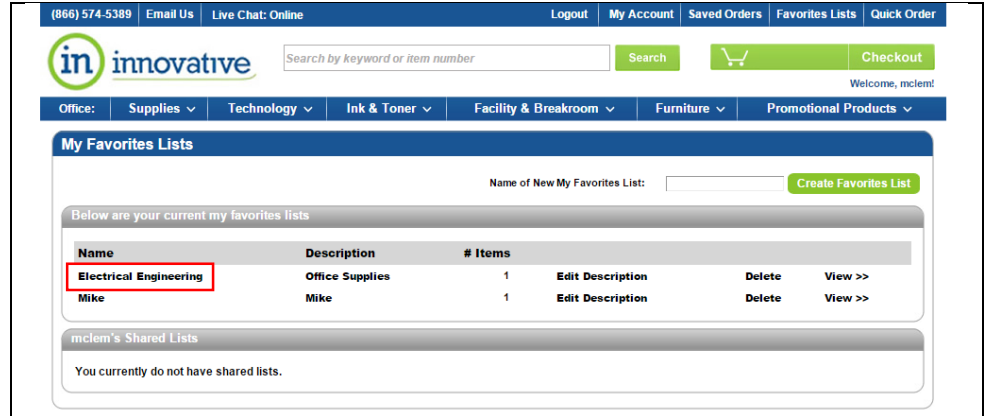 (866) 574-5389 Email Us Live Chat: Online Logout My Account Saved Orders Favorites Lists Quick Order
in innovative Search by keyword or item number Search Checkout
Welcome, mclem!
Office: Supplies Technology Ink & Toner Facility & Breakroom Furniture Promotional Products
My Favorites Lists
Name of New My Favorites List: Create Favorites List
Below are your current my favorites lists
Name Description # Items
Electrical Engineering Office Supplies 1 Edit Description Delete View >>
Mike Mike 1 Edit Description Delete View >>
mclem's Shared Lists
You currently do not have shared lists.